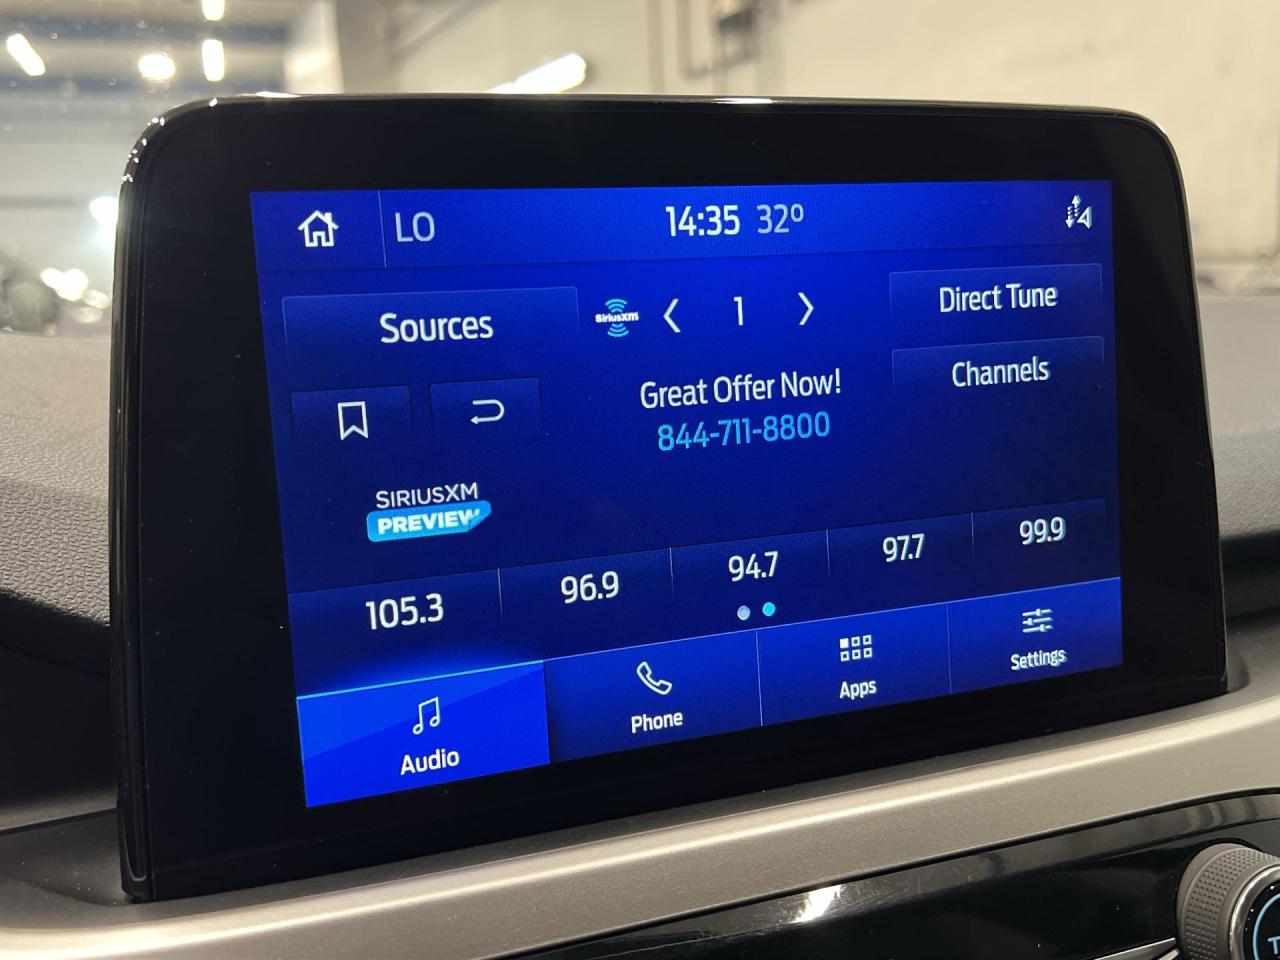 LO
14:35 32°
Sources
SiriusXm
1
Direct Tune
Channels
Great Offer Now!
844-711-8800
SIRIUSXM
PREVIEW
105.3
96.9
94.7
97.7
99.9
Audio
Phone
Apps
Settings